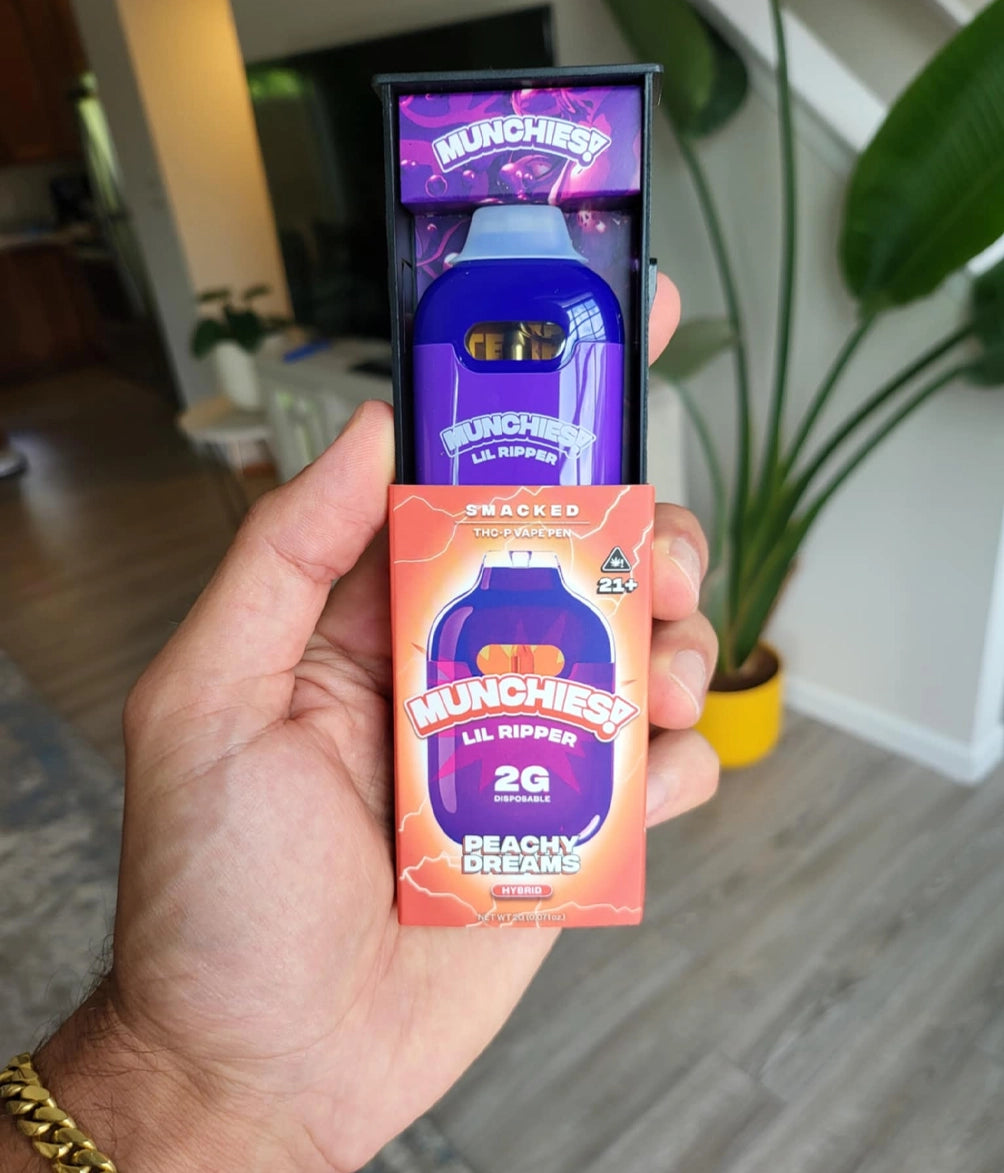 MUNCHIES!
MUNCHIES!
LIL RIPPER
SMACKED
THC-P VAPE PEN
21+
MUNCHIES!
LIL RIPPER
2G
DISPOSABLE
PEACHY
DREAMS
HYBRID
NET WT 2G (0.071oz.)